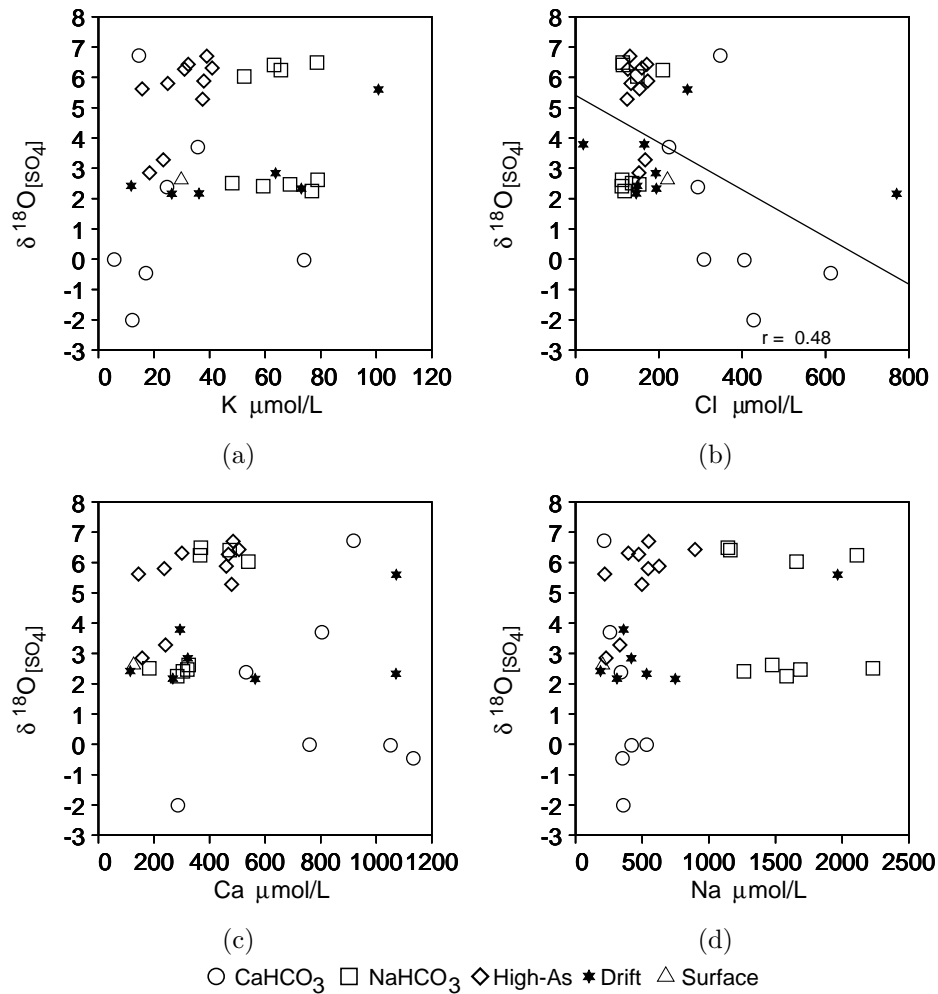 8
7
6
5
4
3
2
1
0
-1
-2
-3
δ ¹⁸O[SO₄]
0 20 40 60 80 100 120
K μmol/L
(a)
8
7
6
5
4
3
2
1
0
-1
-2
-3
δ ¹⁸O[SO₄]
r = 0.48
0 200 400 600 800
Cl μmol/L
(b)
8
7
6
5
4
3
2
1
0
-1
-2
-3
δ ¹⁸O[SO₄]
0 200 400 600 800 1000 1200
Ca μmol/L
(c)
8
7
6
5
4
3
2
1
0
-1
-2
-3
δ ¹⁸O[SO₄]
0 500 1000 1500 2000 2500
Na μmol/L
(d)
CaHCO₃ NaHCO₃ High-As Drift Surface